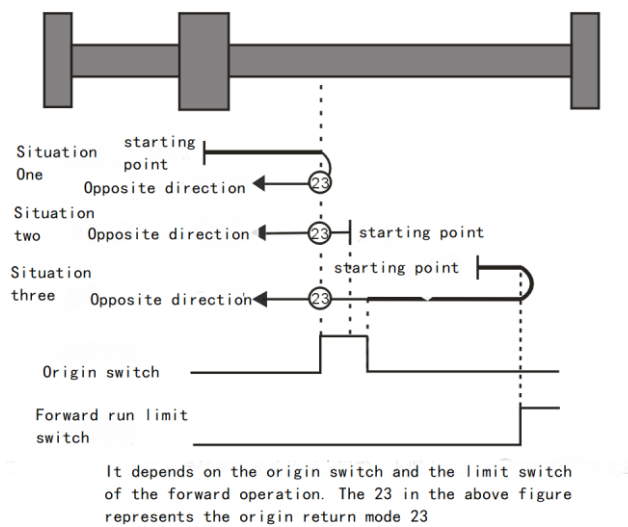 Situation
One
starting
point
Opposite direction
23
Situation
two
Opposite direction
23
starting point
Situation
three
starting point
Opposite direction
23
Origin switch
Forward run limit
switch
It depends on the origin switch and the limit switch
of the forward operation. The 23 in the above figure
represents the origin return mode 23